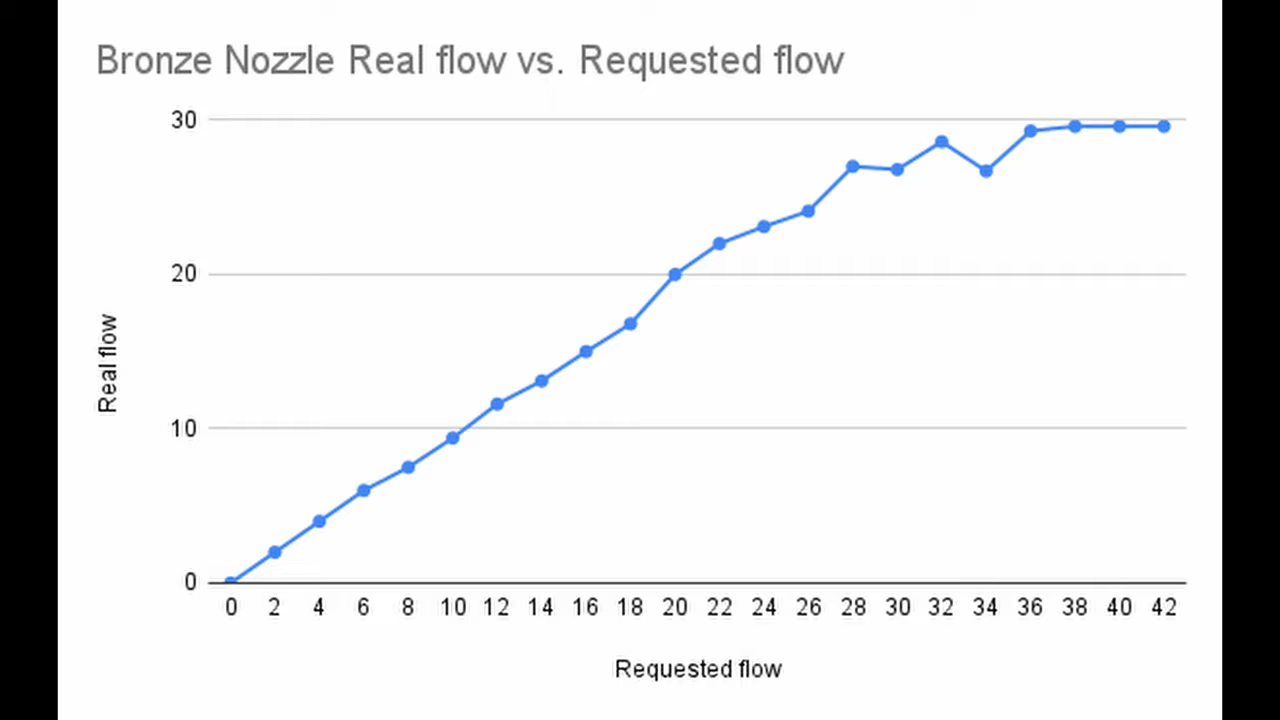 Bronze Nozzle Real flow vs. Requested flow
30
20
10
0
Real flow
0 2 4 6 8 10 12 14 16 18 20 22 24 26 28 30 32 34 36 38 40 42
Requested flow